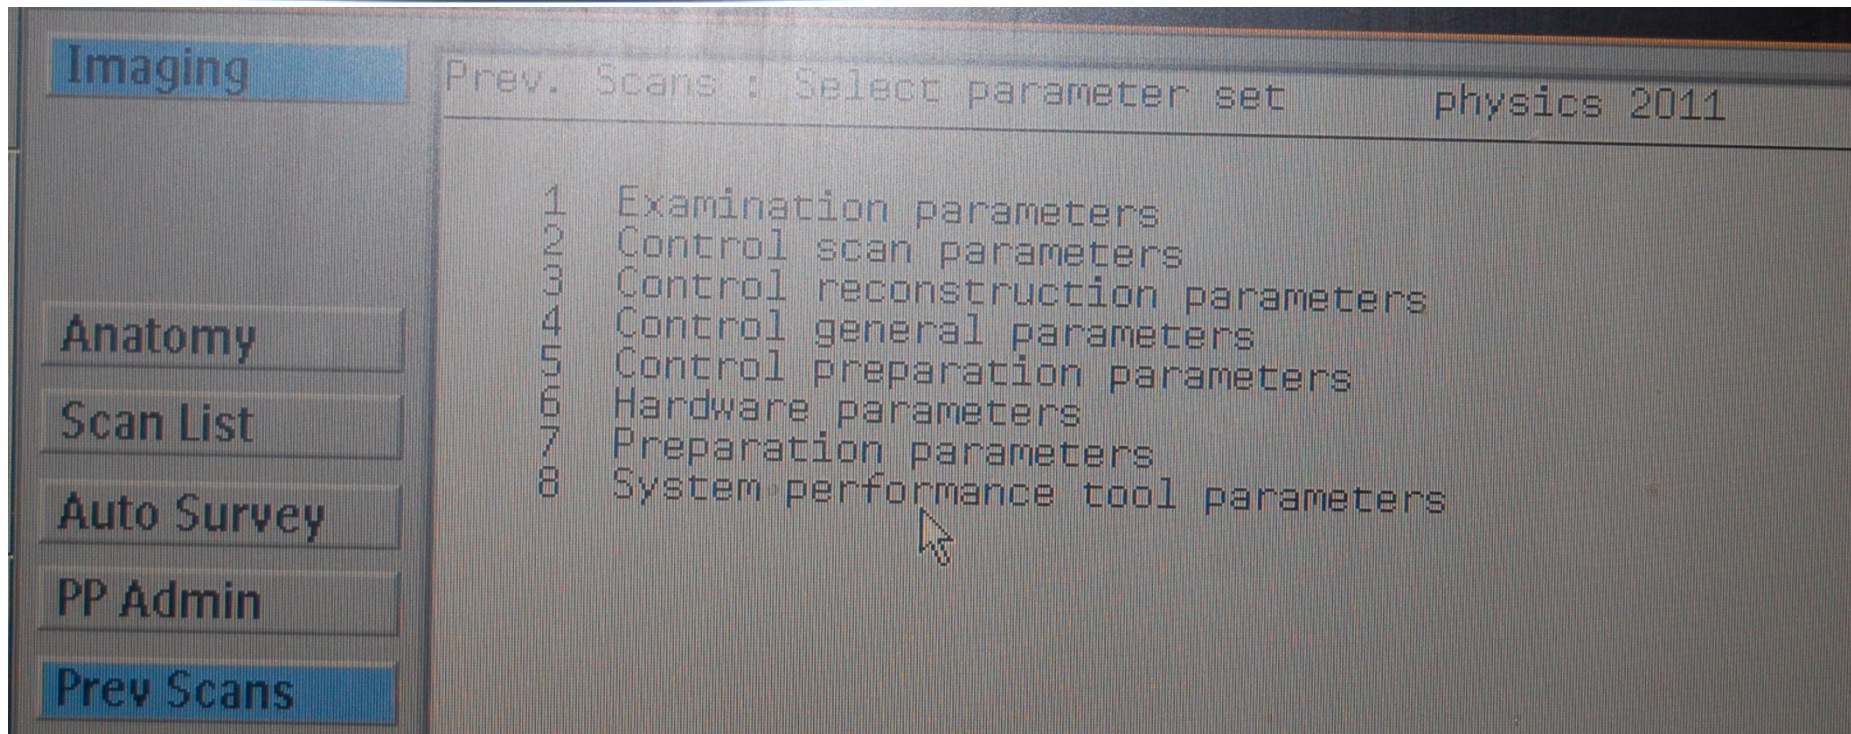 Imaging
Prev. Scans : Select parameter set physics 2011
1 Examination parameters
2 Control scan parameters
3 Control reconstruction parameters
4 Control general parameters
5 Control preparation parameters
6 Hardware parameters
7 Preparation parameters
8 System performance tool parameters
Anatomy
Scan List
Auto Survey
PP Admin
Prev Scans